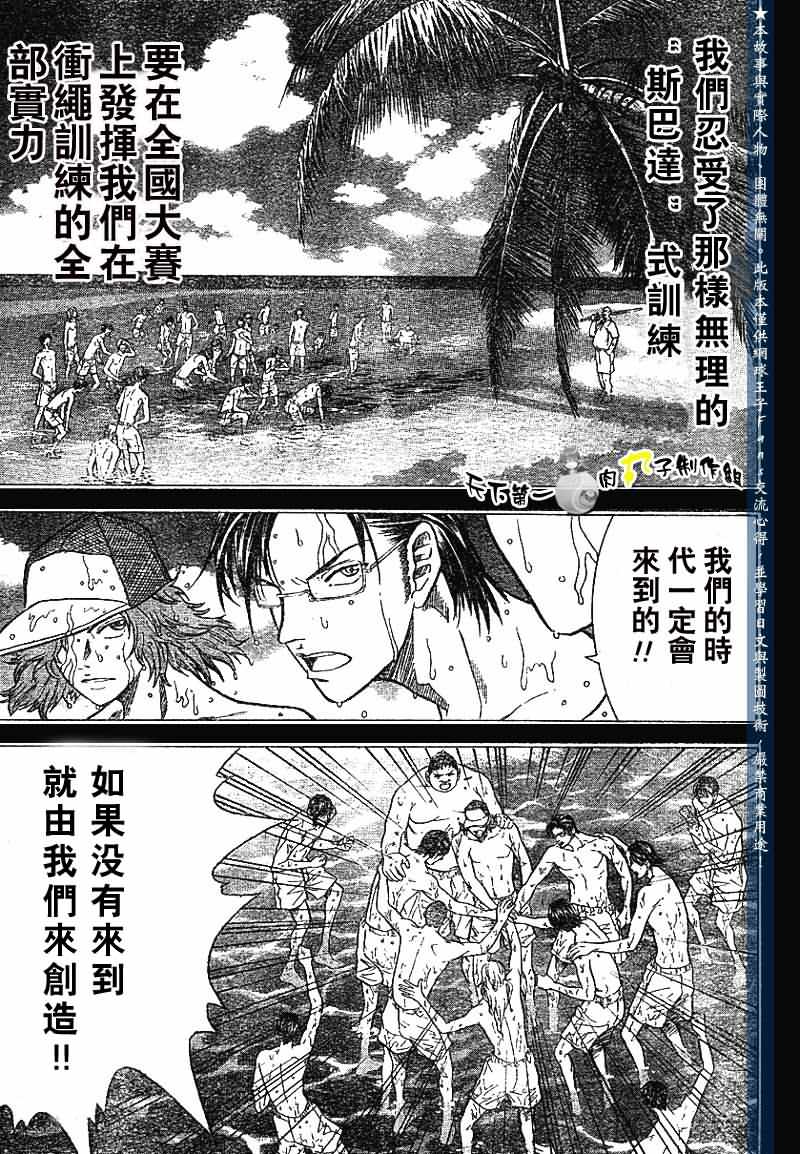 我們忍受了那樣無理的
"斯巴達"式訓練
要在全國大賽
上發揮我們在
衝繩訓練的全
部實力
天下第一 肉丸子制作組
我們的時
代一定會
來到的!!
如果没有來到
就由我們來創造!!
★本故事與實際人物、團體無關。此版本僅供網球王子Fans交流心得，並學習日文與製圖技術，嚴禁商業用途！